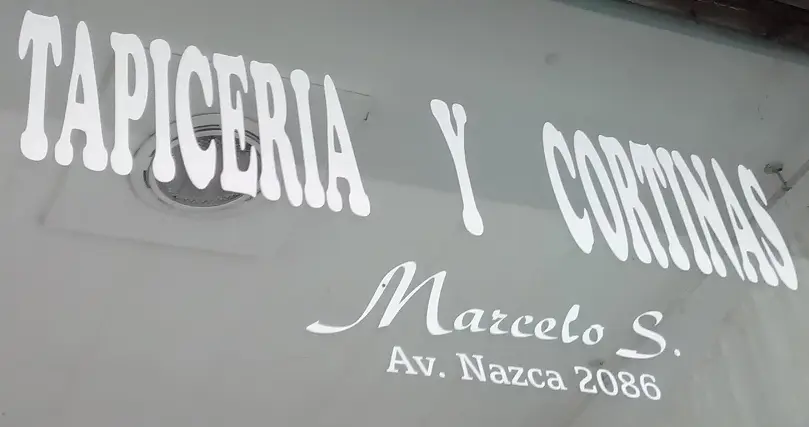 TAPICERIA Y CORTINAS
Marcelo S.
Av. Nazca 2086